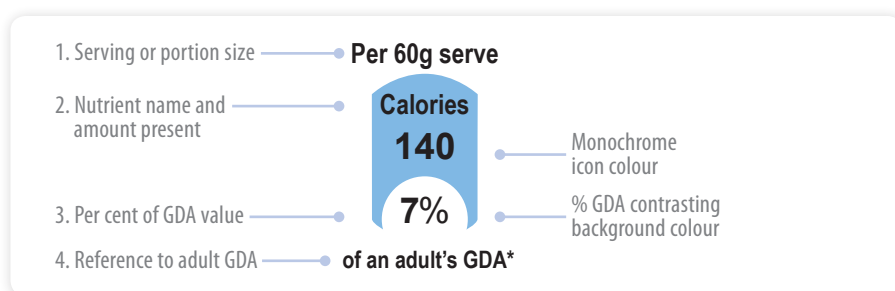 1. Serving or portion size
Per 60g serve
2. Nutrient name and
amount present
Calories
140
Monochrome
icon colour
3. Per cent of GDA value
7%
% GDA contrasting
background colour
4. Reference to adult GDA
of an adult's GDA*